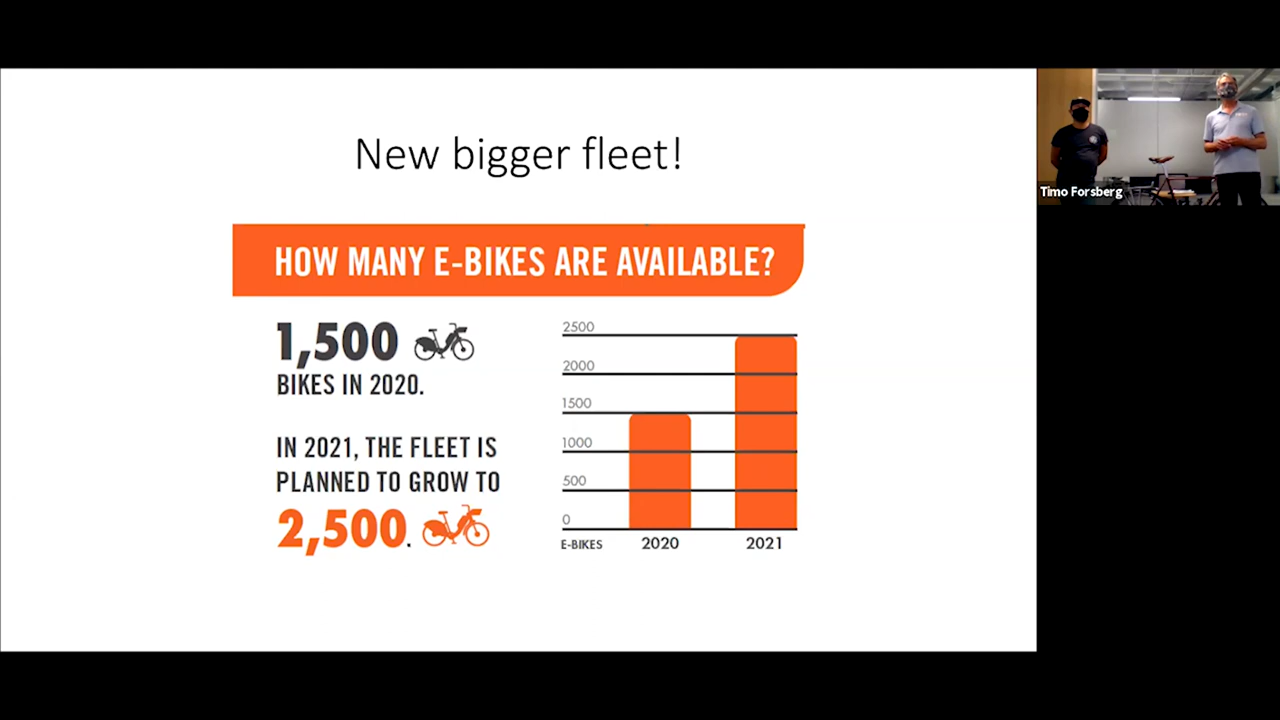 New bigger fleet!
HOW MANY E-BIKES ARE AVAILABLE?
1,500
BIKES IN 2020.
IN 2021, THE FLEET IS
PLANNED TO GROW TO
2,500.
2500
2000
1500
1000
500
0
E-BIKES 2020 2021
Timo Forsberg